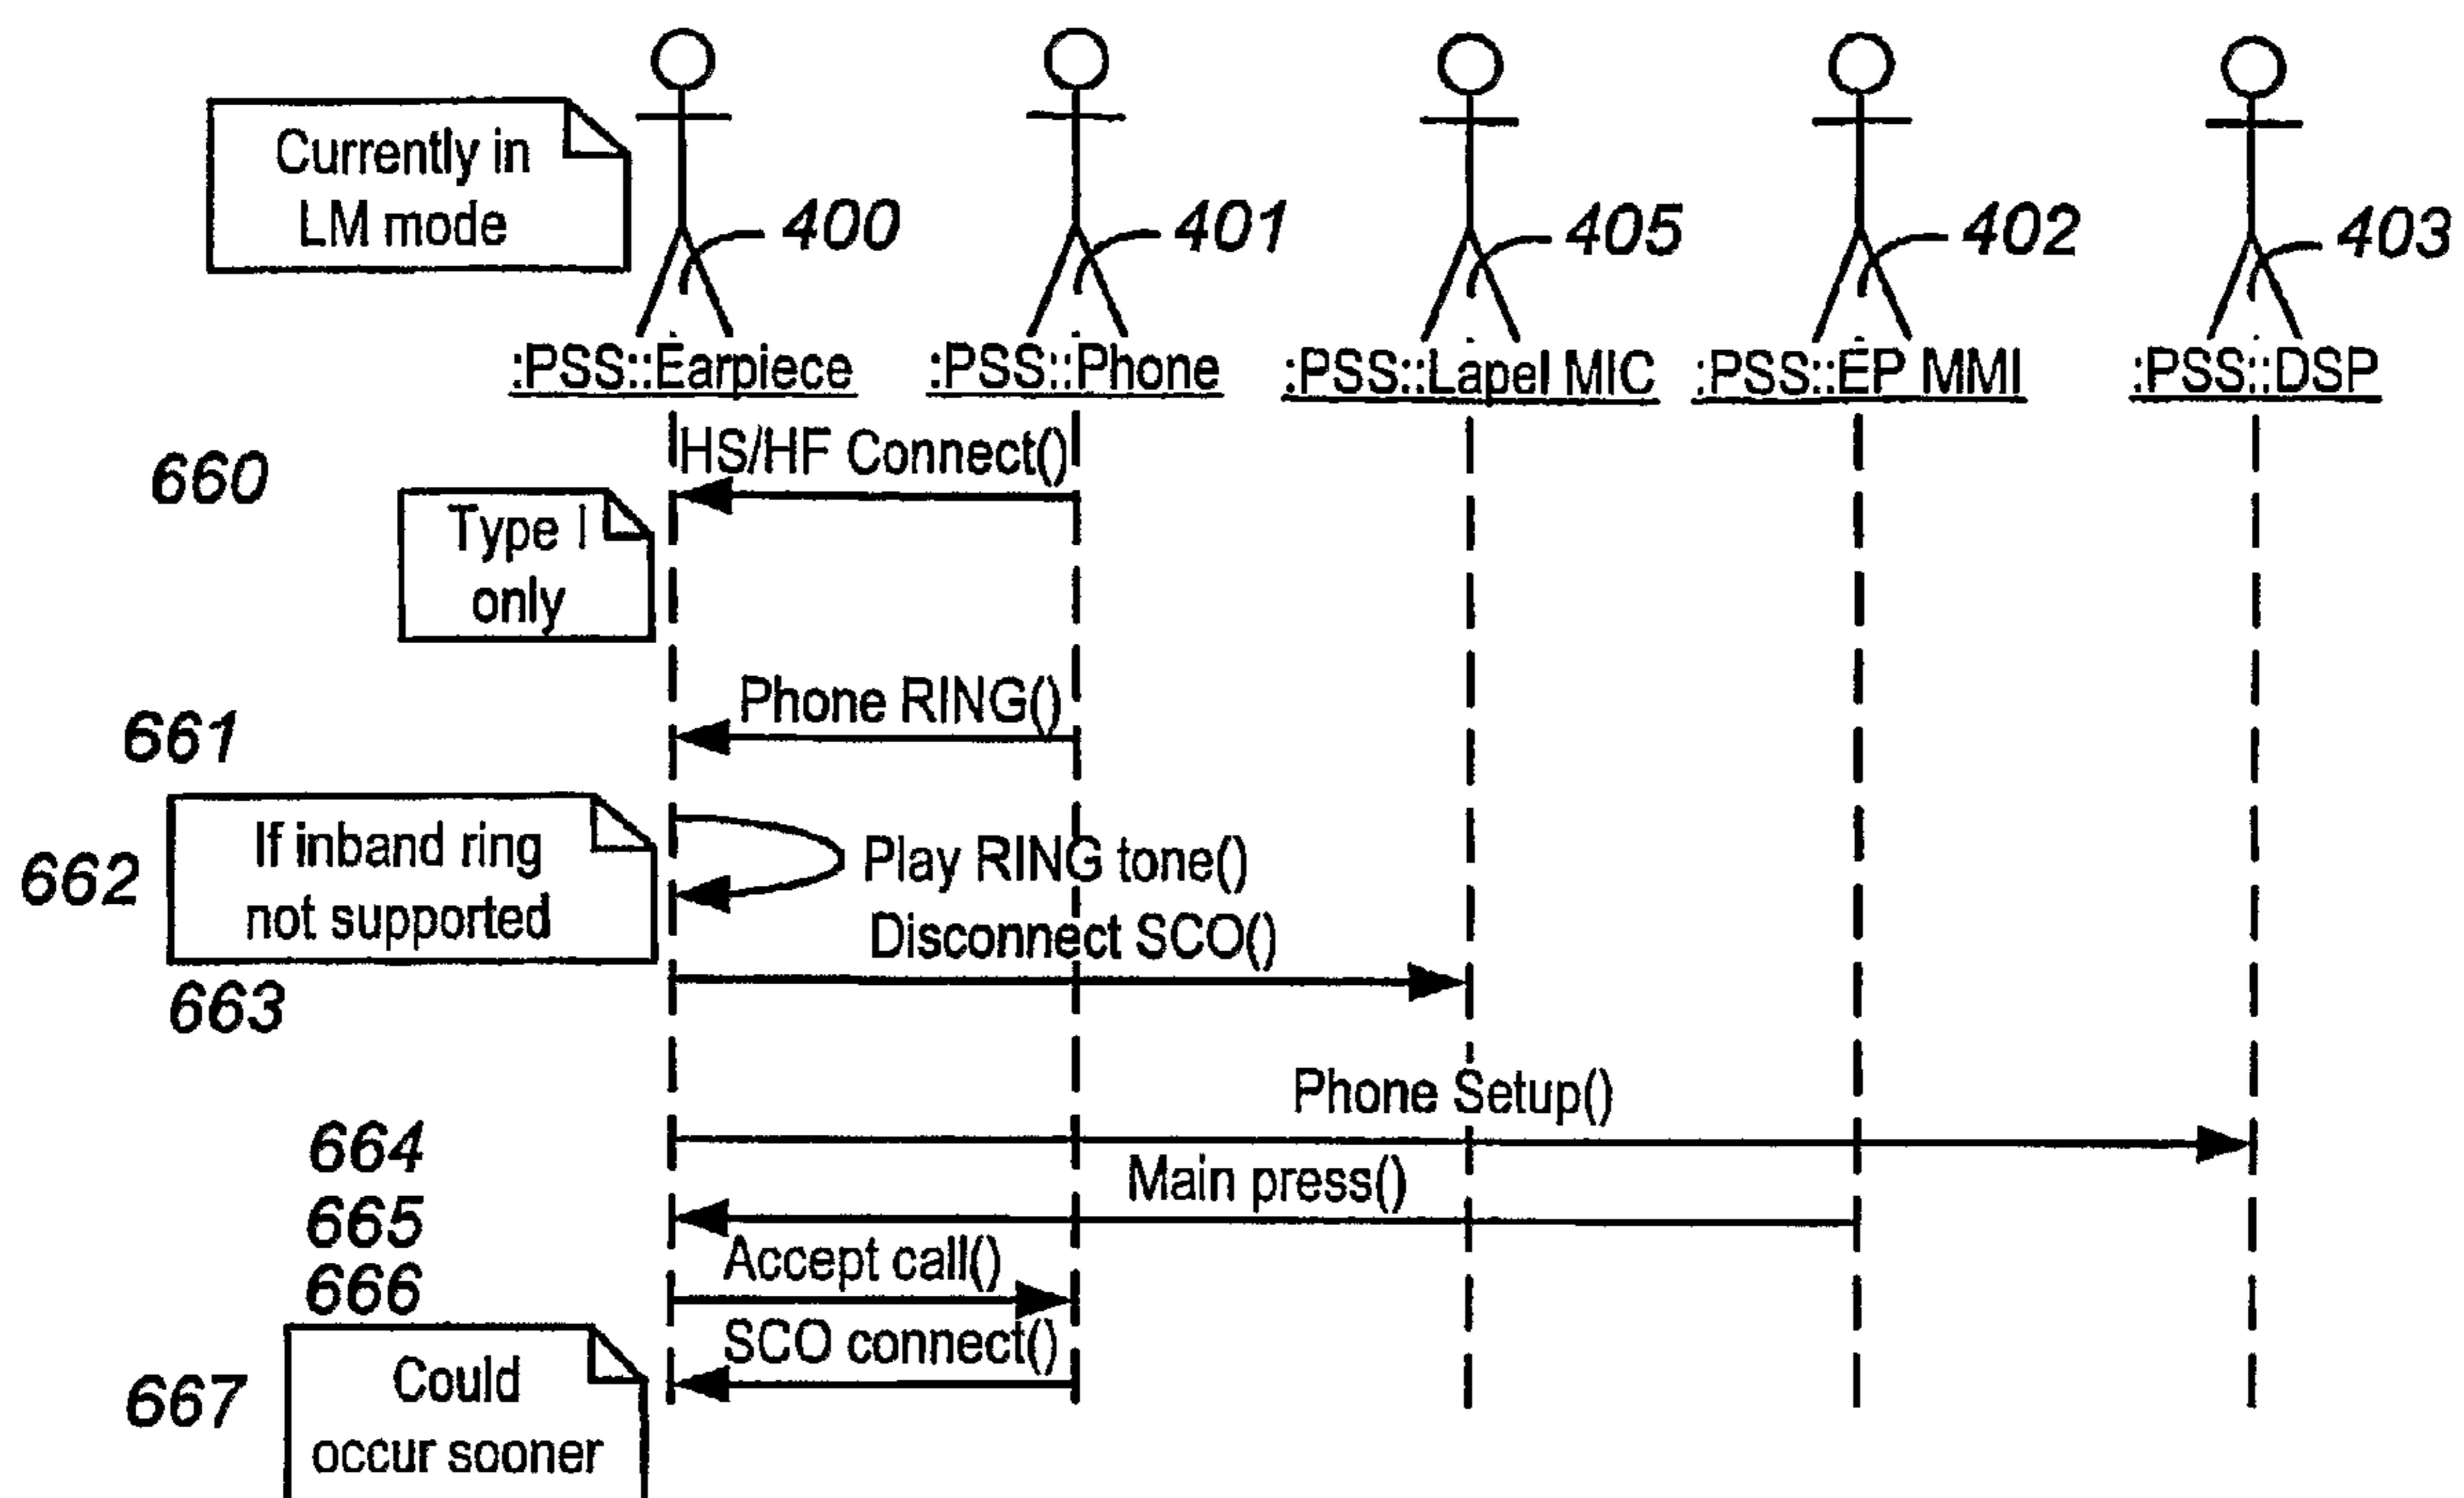 Currently in
LM mode
400
401
405
402
403
:PSS::Earpiece
:PSS::Phone
:PSS::Lapel MIC
:PSS::EP MMI
:PSS::DSP
HS/HF Connect()
660
Type I
only
Phone RING()
661
If inband ring
not supported
662
Play RING tone()
Disconnect SCO()
663
Phone Setup()
664
Main press()
665
Accept call()
666
SCO connect()
667
Could
occur sooner